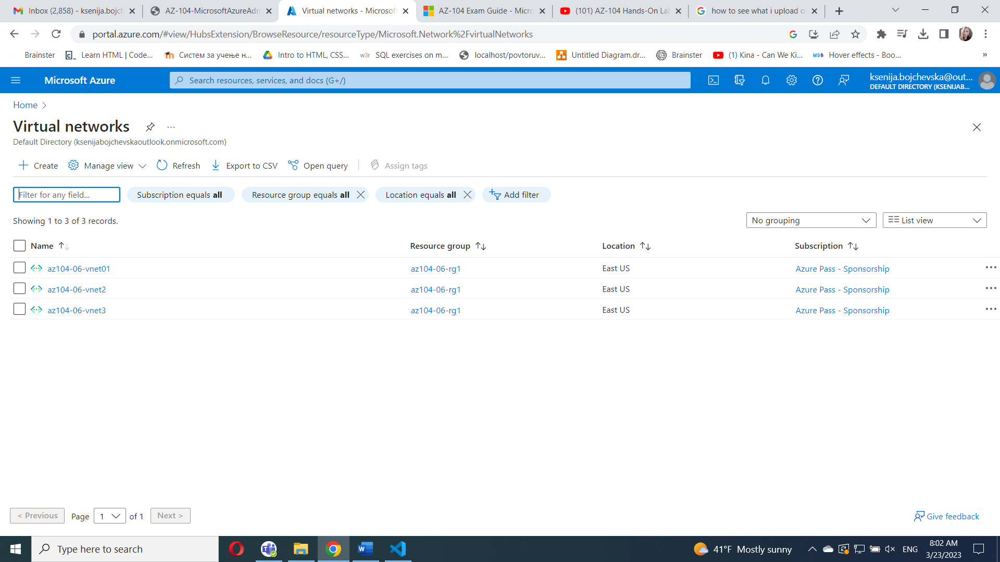 Inbox (2,858) - ksenija.bojch
AZ-104-MicrosoftAzureAdm
Virtual networks - Microsoft
AZ-104 Exam Guide - Micro
(101) AZ-104 Hands-On Lab
how to see what i upload o
portal.azure.com/#view/HubsExtension/BrowseResource/resourceType/Microsoft.Network%2FvirtualNetworks
Brainster
Learn HTML | Code...
Систем за учење н...
Intro to HTML, CSS...
SQL exercises on m...
localhost/povtoruv...
Untitled Diagram.dr...
Brainster
(1) Kina - Can We Ki...
Hover effects - Boo...
»
Microsoft Azure
Search resources, services, and docs (G+/)
ksenija.bojchevska@out...
DEFAULT DIRECTORY (KSENIJAB...
Home
Virtual networks
Default Directory (ksenijabojchevskaoutlook.onmicrosoft.com)
Create
Manage view
Refresh
Export to CSV
Open query
Assign tags
Filter for any field...
Subscription equals all
Resource group equals all
Location equals all
Add filter
Showing 1 to 3 of 3 records.
No grouping
List view
Name
Resource group
Location
Subscription
az104-06-vnet01 az104-06-rg1 East US Azure Pass - Sponsorship
az104-06-vnet2 az104-06-rg1 East US Azure Pass - Sponsorship
az104-06-vnet3 az104-06-rg1 East US Azure Pass - Sponsorship
< Previous
Page 1 of 1
Next >
Give feedback
Type here to search
41°F Mostly sunny
ENG
8:02 AM
3/23/2023